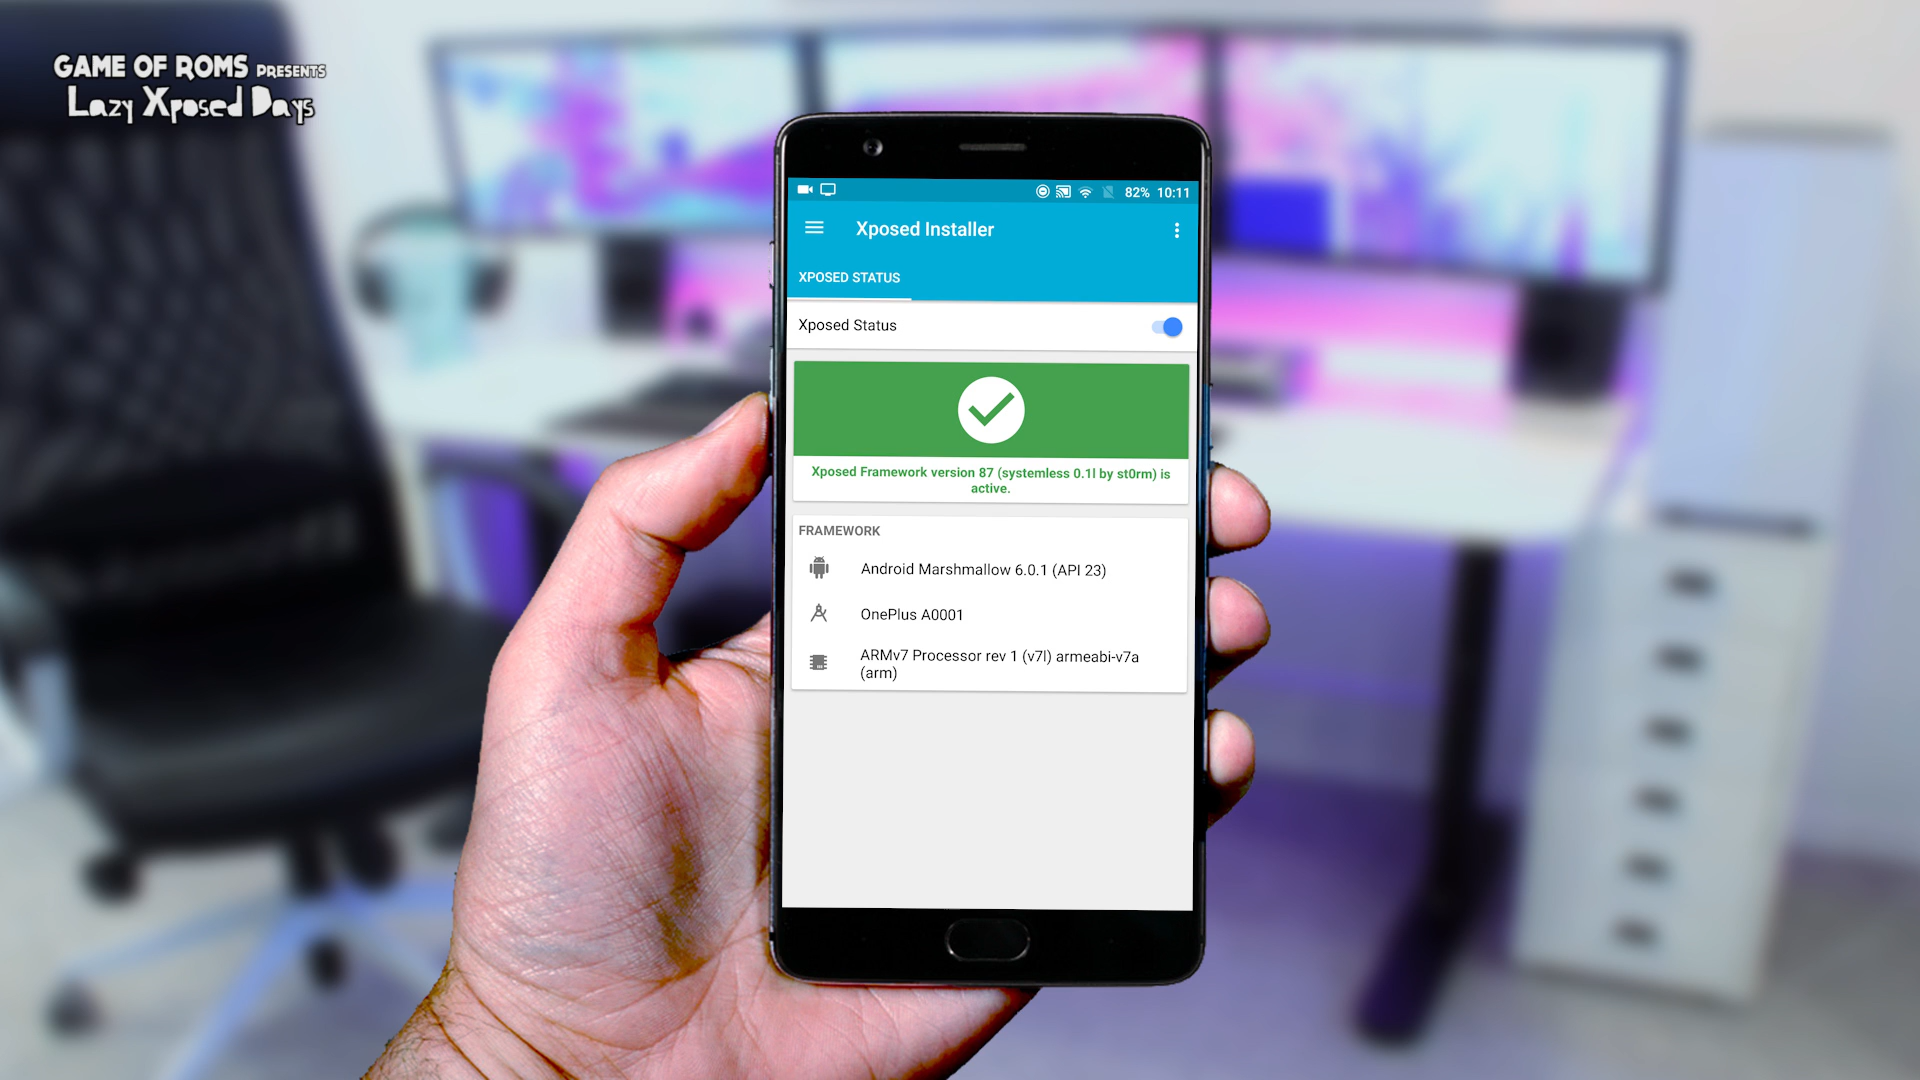 GAME OF ROMS PRESENTS
Lazy Xposed Days
82% 10:11
Xposed Installer
XPOSED STATUS
Xposed Status
Xposed Framework version 87 (systemless 0.1l by st0rm) is
active.
FRAMEWORK
Android Marshmallow 6.0.1 (API 23)
OnePlus A0001
ARMv7 Processor rev 1 (v7l) armeabi-v7a
(arm)